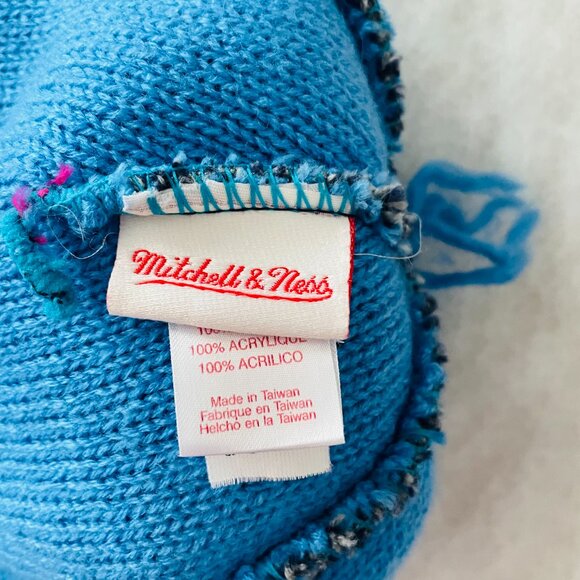 Mitchell & Ness
100% ACRYLIQUE
100% ACRILICO
Made in Taiwan
Fabrique en Taiwan
Helcho en la Taiwan